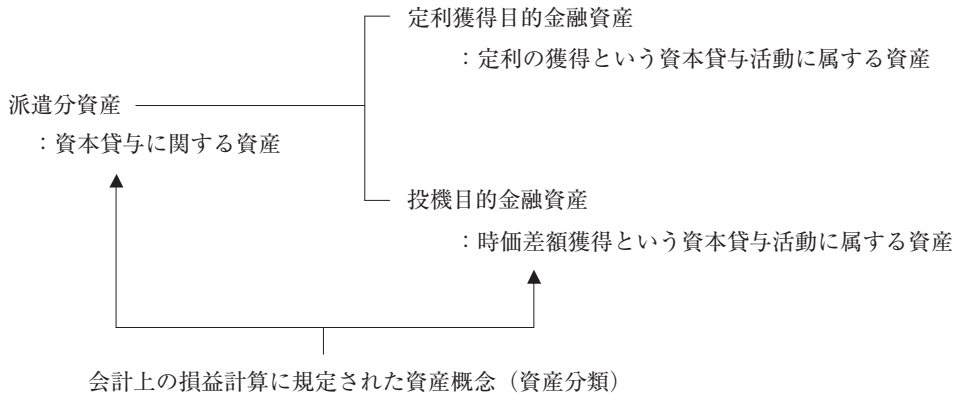 定利獲得目的金融資産
：定利の獲得という資本貸与活動に属する資産
派遣分資産
：資本貸与に関する資産
投機目的金融資産
：時価差額獲得という資本貸与活動に属する資産
会計上の損益計算に規定された資産概念（資産分類）